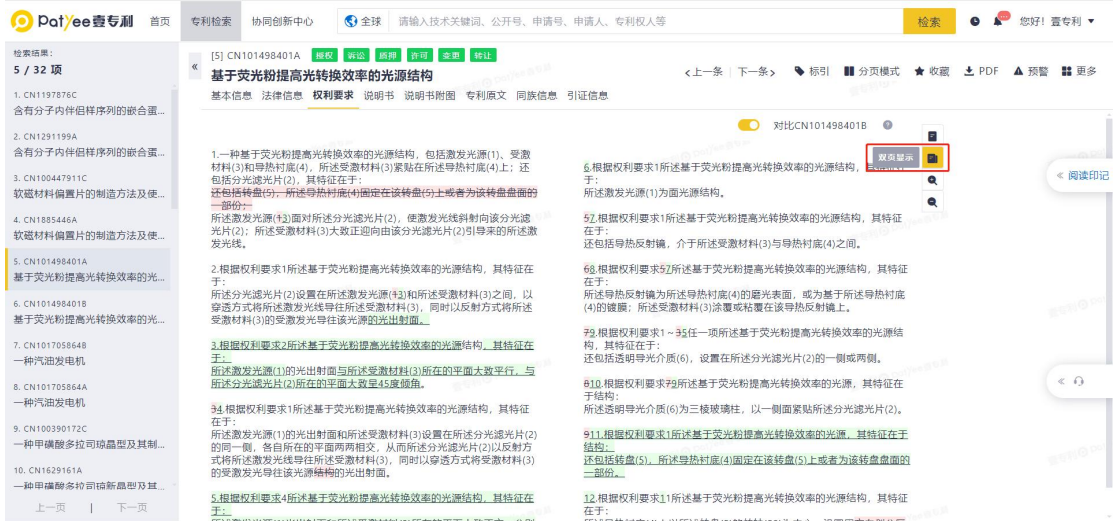 Patyee壹专利 首页 专利检索 协同创新中心 全球 请输入技术关键词、公开号、申请号、申请人、专利权人等 检索 您好！壹专利
检索结果：
5 / 32 项
1. CN1197876C
含有分子内伴侣样序列的嵌合蛋...
2. CN1291199A
含有分子内伴侣样序列的嵌合蛋...
3. CN100447911C
软磁材料偏置片的制造方法及使...
4. CN1885446A
软磁材料偏置片的制造方法及使...
5. CN101498401A
基于荧光粉提高光转换效率的光...
6. CN101498401B
基于荧光粉提高光转换效率的光...
7. CN101705864B
一种汽油发电机
8. CN101705864A
一种汽油发电机
9. CN100390172C
一种甲磺酸多拉司琼晶型及其制...
10. CN1629161A
一种甲磺酸多拉司琼新晶型及其...
上一页 | 下一页
«
[5] CN101498401A 授权 诉讼 质押 许可 变更 转让
基于荧光粉提高光转换效率的光源结构
<上一条 | 下一条> 标引 分页模式 收藏 PDF 预警 更多
基本信息 法律信息 权利要求 说明书 说明书附图 专利原文 同族信息 引证信息
对比CN101498401B
双页显示
« 阅读印记
«
1.一种基于荧光粉提高光转换效率的光源结构，包括激发光源(1)、受激
材料(3)和导热衬底(4)，所述受激材料(3)紧贴在所述导热衬底(4)上；还
包括分光滤光片(2)，其特征在于：
还包括转盘(5)，所述导热衬底(4)固定在该转盘(5)上或者为该转盘盘面的
一部份；
所述激发光源(13)面对所述分光滤光片(2)，使激发光线斜射向该分光滤
光片(2)；所述受激材料(3)大致正迎向由该分光滤光片(2)引导来的所述激
发光线。
2.根据权利要求1所述基于荧光粉提高光转换效率的光源结构，其特征在
于：
所述分光滤光片(2)设置在所述激发光源(13)和所述受激材料(3)之间，以
穿透方式将所述激发光线导往所述受激材料(3)，同时以反射方式将所述
受激材料(3)的受激发光导往该光源的光出射面。
3.根据权利要求2所述基于荧光粉提高光转换效率的光源结构，其特征在
于：
所述激发光源(1)的光出射面与所述受激材料(3)所在的平面大致平行，与
所述分光滤光片(2)所在的平面大致呈45度倾角。
34.根据权利要求1所述基于荧光粉提高光转换效率的光源结构，其特征
在于：
所述激发光源(1)的光出射面和所述受激材料(3)设置在所述分光滤光片(2)
的同一侧，各自所在的平面两两相交，从而所述分光滤光片(2)以反射方
式将所述激发光线导往所述受激材料(3)，同时以穿透方式将受激材料(3)
的受激发光导往该光源结构的光出射面。
5.根据权利要求4所述基于荧光粉提高光转换效率的光源结构，其特征在
于：
6.根据权利要求1所述基于荧光粉提高光转换效率的光源结构，其特征在
于：
所述激发光源(1)为面光源结构。
57.根据权利要求1所述基于荧光粉提高光转换效率的光源结构，其特征
在于：
还包括导热反射镜，介于所述受激材料(3)与导热衬底(4)之间。
68.根据权利要求57所述基于荧光粉提高光转换效率的光源结构，其特征
在于：
所述导热反射镜为所述导热衬底(4)的磨光表面，或为基于所述导热衬底
(4)的镀膜；所述受激材料(3)涂覆或粘覆在该导热反射镜上。
79.根据权利要求1～35任一项所述基于荧光粉提高光转换效率的光源结
构，其特征在于：
还包括透明导光介质(6)，设置在所述分光滤光片(2)的一侧或两侧。
810.根据权利要求79所述基于荧光粉提高光转换效率的光源，其特征在
于结构：
所述透明导光介质(6)为三棱玻璃柱，以一侧面紧贴所述分光滤光片(2)。
911.根据权利要求1所述基于荧光粉提高光转换效率的光源，其特征在于
结构：
还包括转盘(5)，所述导热衬底(4)固定在该转盘(5)上或者为该转盘盘面的
一部份。
12.根据权利要求11所述基于荧光粉提高光转换效率的光源结构，其特征
在于：